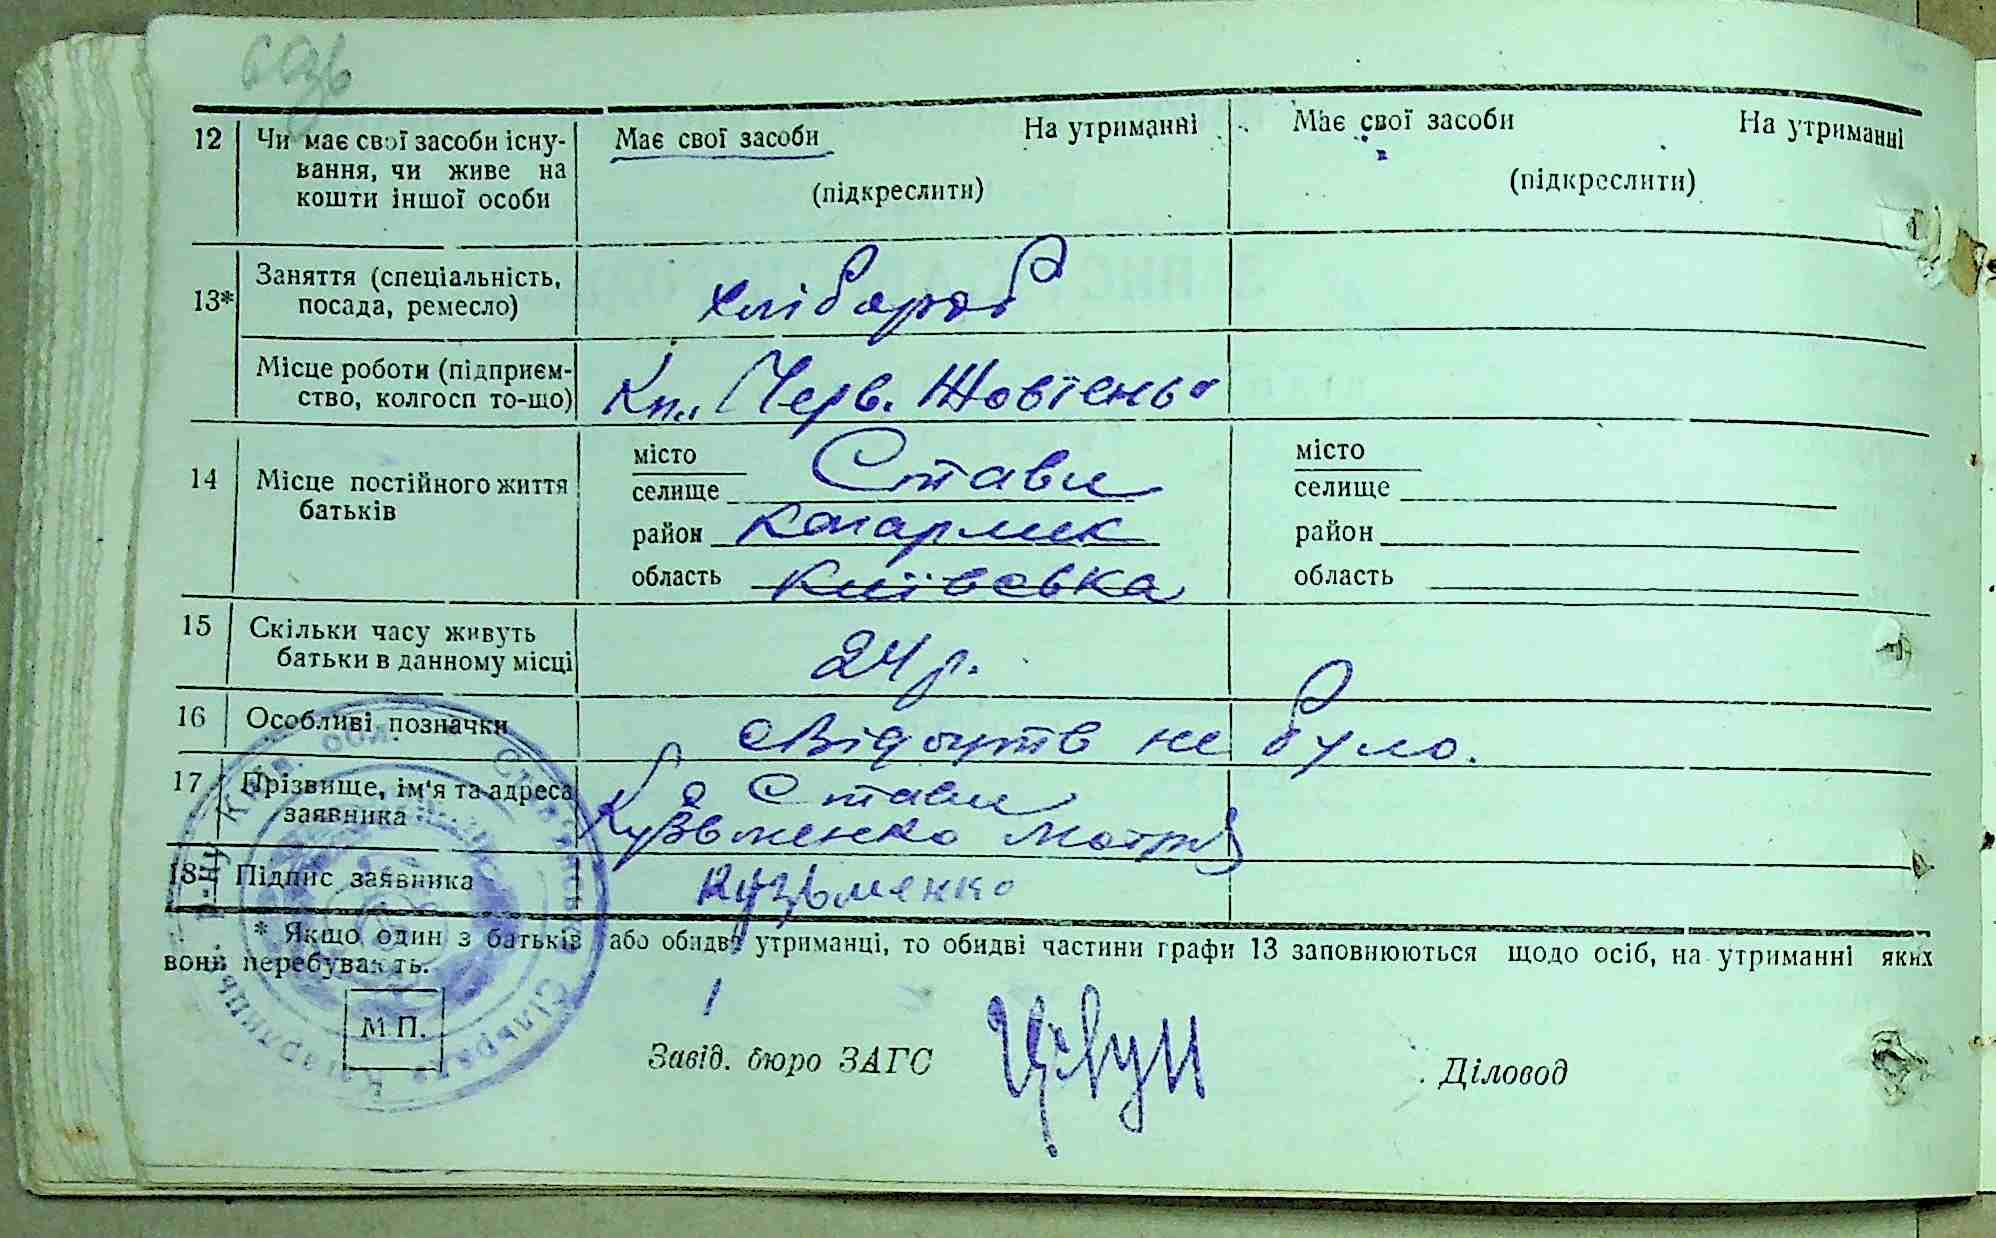 12 Чи має свої засоби існу- Має свої засоби На утриманні Має свої засоби На утриманні
вання, чи живе на
кошти іншої особи (підкреслити) (підкреслити)
13* Заняття (спеціальність,
посада, ремесло) хлібороб
Місце роботи (підприєм-
ство, колгосп то-що) Черв. Жовтень
14 Місце постійного життя
батьків
місто
селище Стави
район Кагарлик
область Київська
місто
селище
район
область
15 Скільки часу живуть
батьки в данному місці 24 р.
16 Особливі позначки не було.
17 Прізвище, ім'я та адреса
заявника с Стави
Кузьменко Мотря
18 Підпис заявника Кузьменко
* Якщо один з батьків або обидва утриманці, то обидві частини графи 13 заповнюються щодо осіб, на утриманні яких
вони перебувають.
М.П.
Завід. бюро ЗАГС Діловод